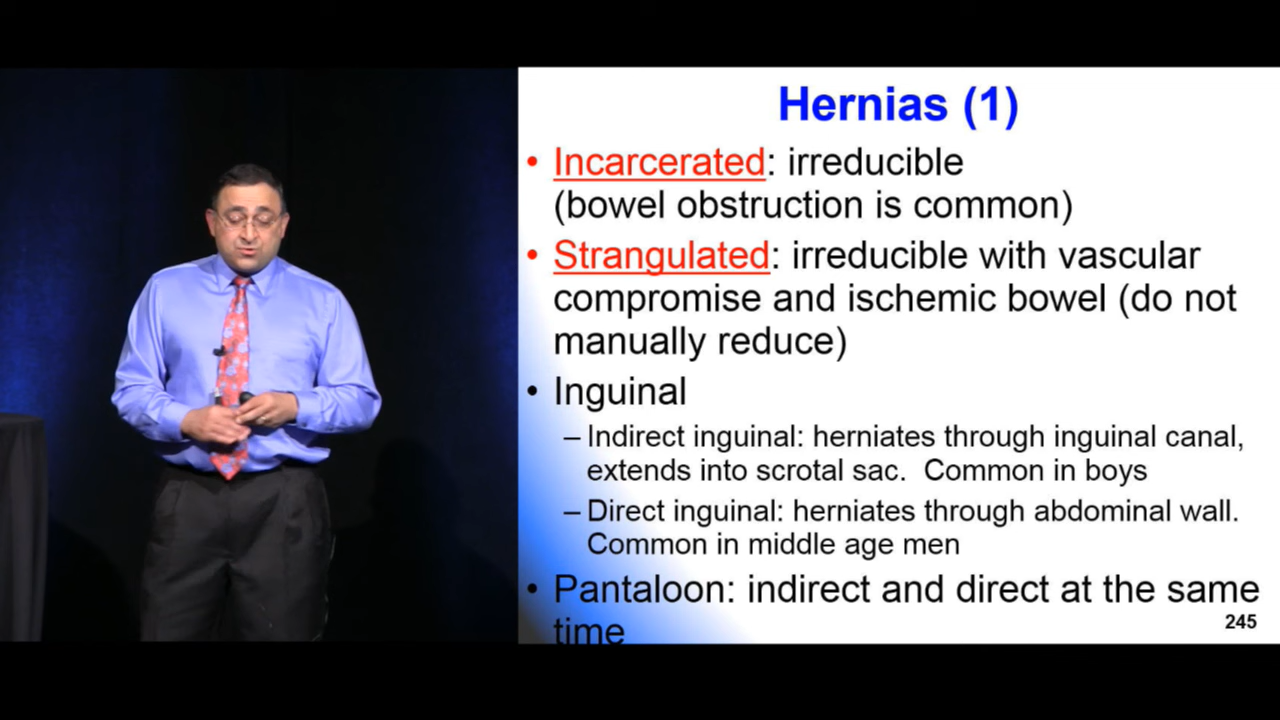 Hernias (1)
• Incarcerated: irreducible
(bowel obstruction is common)
• Strangulated: irreducible with vascular
compromise and ischemic bowel (do not
manually reduce)
• Inguinal
– Indirect inguinal: herniates through inguinal canal,
extends into scrotal sac. Common in boys
– Direct inguinal: herniates through abdominal wall.
Common in middle age men
• Pantaloon: indirect and direct at the same
time
245